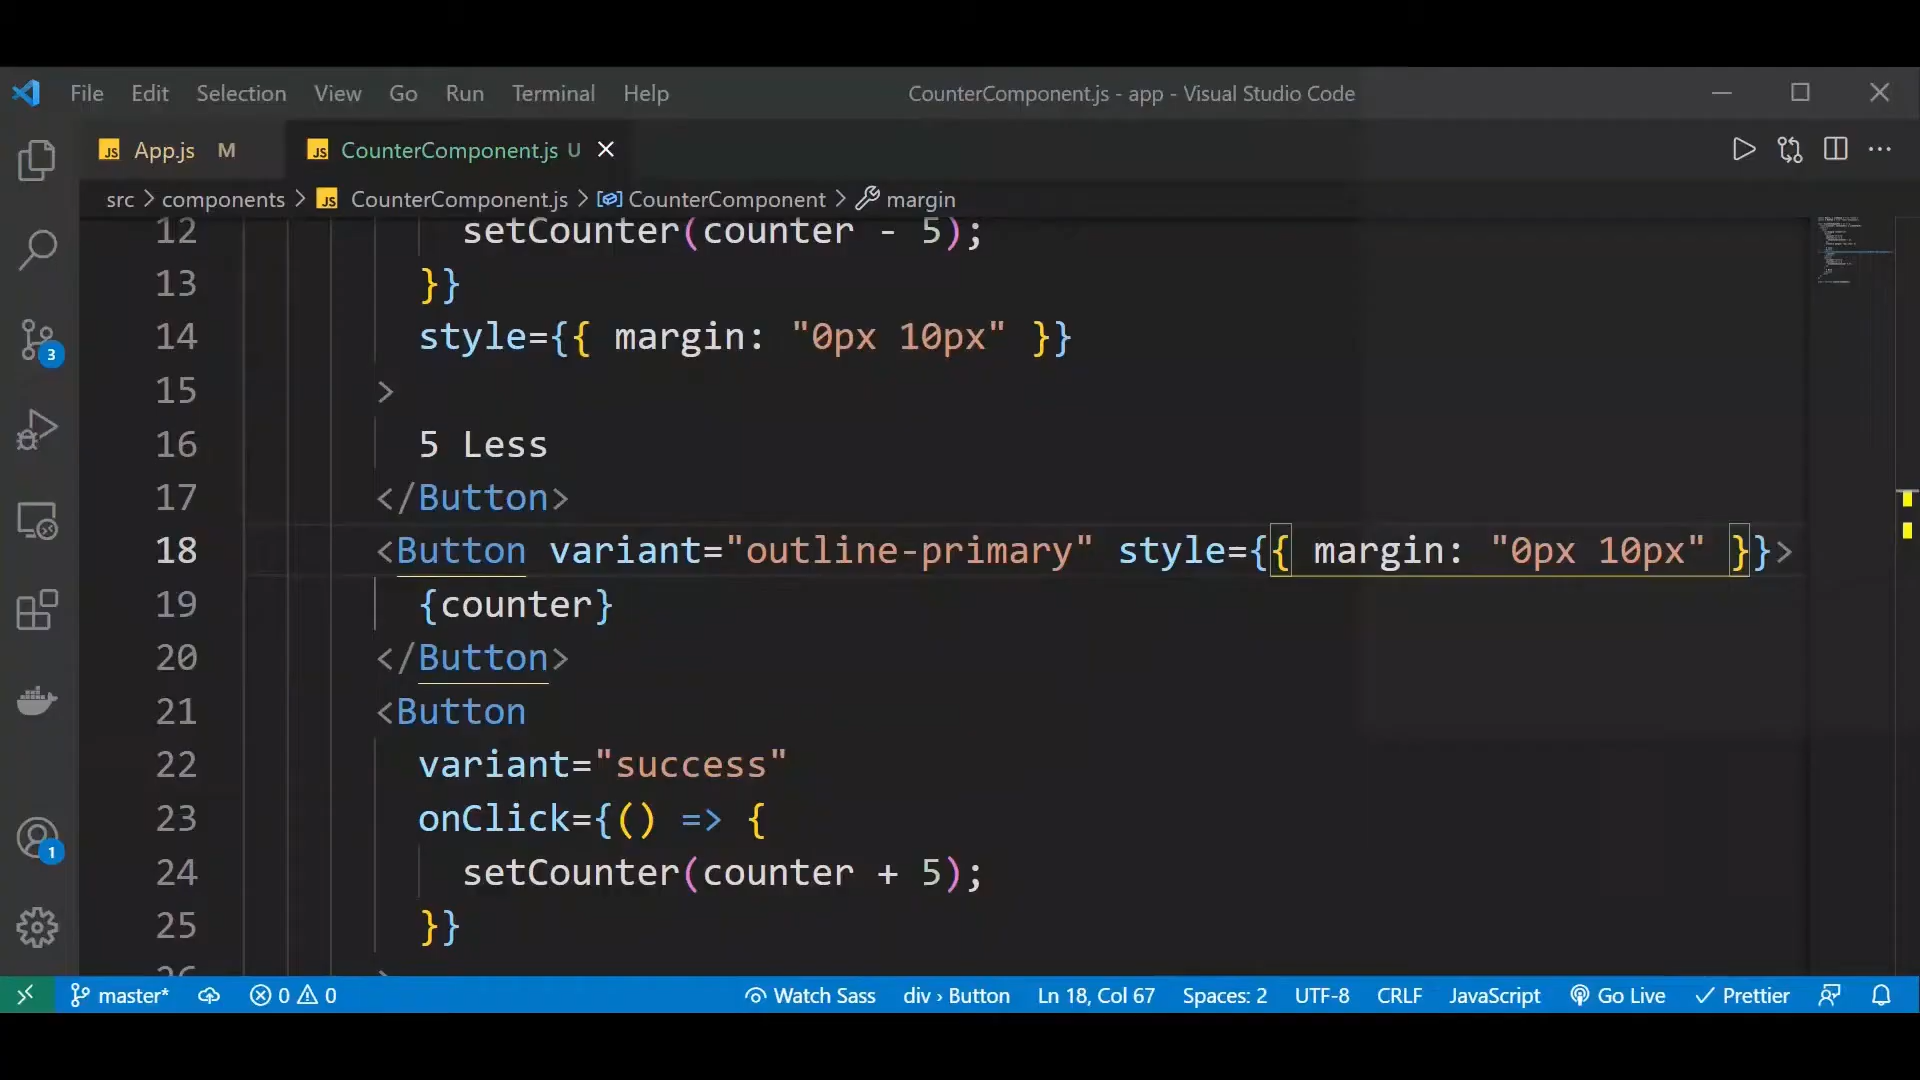 File Edit Selection View Go Run Terminal Help CounterComponent.js - app - Visual Studio Code
JS App.js M JS CounterComponent.js U
src > components > JS CounterComponent.js > CounterComponent > margin
12 setCounter(counter - 5);
13 }}
14 style={{ margin: "0px 10px" }}
15 >
16 5 Less
17 </Button>
18 <Button variant="outline-primary" style={{ margin: "0px 10px" }}>
19 {counter}
20 </Button>
21 <Button
22 variant="success"
23 onClick={() => {
24 setCounter(counter + 5);
25 }}
26 >
3
1
master* 0 0 Watch Sass div › Button Ln 18, Col 67 Spaces: 2 UTF-8 CRLF JavaScript Go Live Prettier